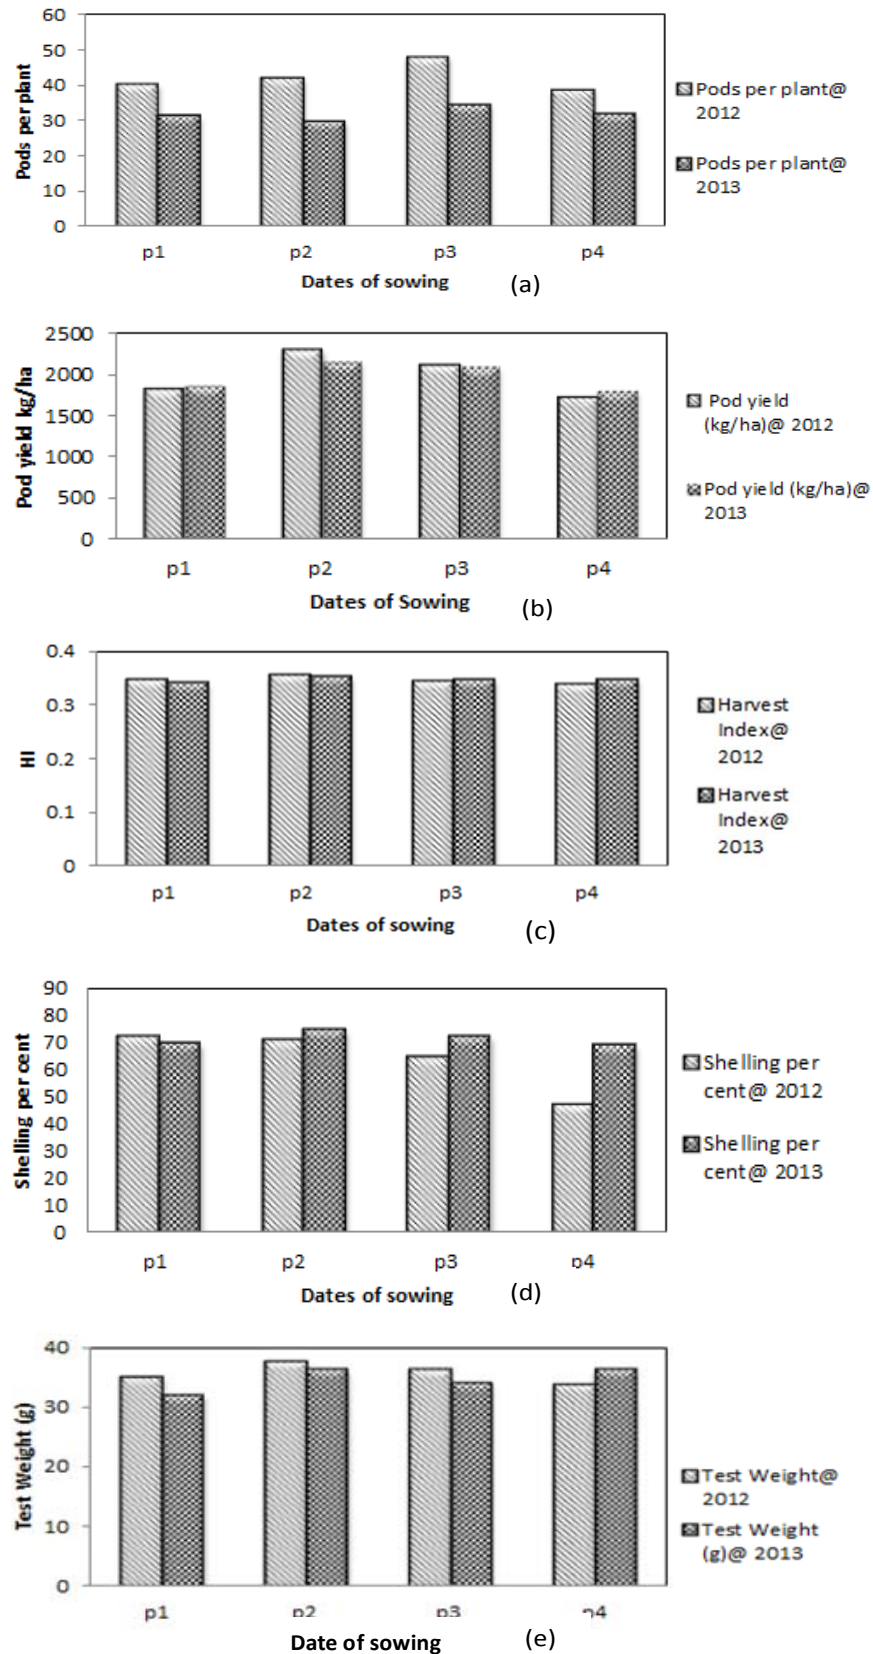 60
50
40
30
20
10
0
Pods per plant
p1 p2 p3 p4
Dates of sowing (a)
Pods per plant@
2012
Pods per plant@
2013
2500
2000
1500
1000
500
0
Pod yield kg/ha
p1 p2 p3 p4
Dates of Sowing (b)
Pod yield
(kg/ha)@ 2012
Pod yield (kg/ha)@
2013
0.4
0.3
0.2
0.1
0
HI
p1 p2 p3 p4
Dates of sowing (c)
Harvest
Index@
2012
Harvest
Index@
2013
90
80
70
60
50
40
30
20
10
0
Shelling per cent
p1 p2 p3 p4
Dates of sowing (d)
Shelling per
cent@ 2012
Shelling per
cent@ 2013
40
30
20
10
0
Test Weight (g)
p1 p2 p3 p4
Date of sowing (e)
Test Weight@
2012
Test Weight
(g)@ 2013